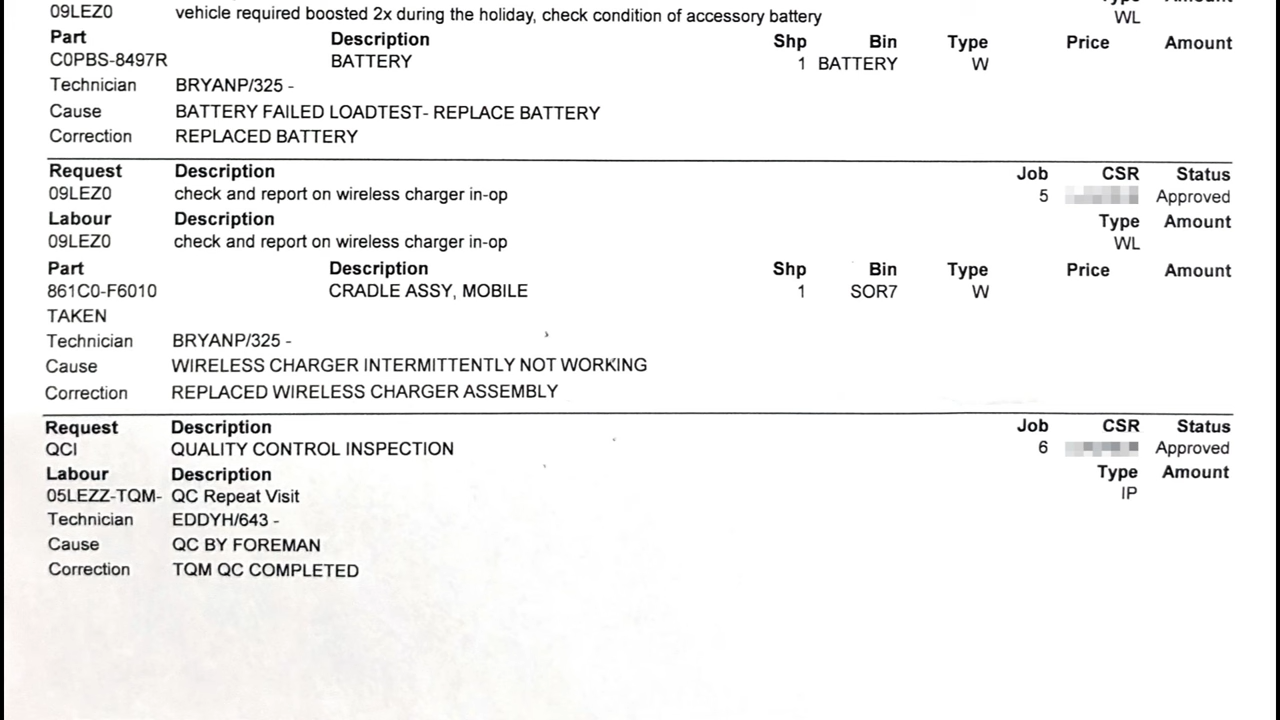 09LEZ0 vehicle required boosted 2x during the holiday, check condition of accessory battery WL
Part Description Shp Bin Type Price Amount
C0PBS-8497R BATTERY 1 BATTERY W
Technician BRYANP/325 -
Cause BATTERY FAILED LOADTEST- REPLACE BATTERY
Correction REPLACED BATTERY
Request Description Job CSR Status
09LEZ0 check and report on wireless charger in-op 5 Approved
Labour Description Type Amount
09LEZ0 check and report on wireless charger in-op WL
Part Description Shp Bin Type Price Amount
861C0-F6010 CRADLE ASSY, MOBILE 1 SOR7 W
TAKEN
Technician BRYANP/325 -
Cause WIRELESS CHARGER INTERMITTENTLY NOT WORKING
Correction REPLACED WIRELESS CHARGER ASSEMBLY
Request Description Job CSR Status
QCI QUALITY CONTROL INSPECTION 6 Approved
Labour Description Type Amount
05LEZZ-TQM- QC Repeat Visit IP
Technician EDDYH/643 -
Cause QC BY FOREMAN
Correction TQM QC COMPLETED